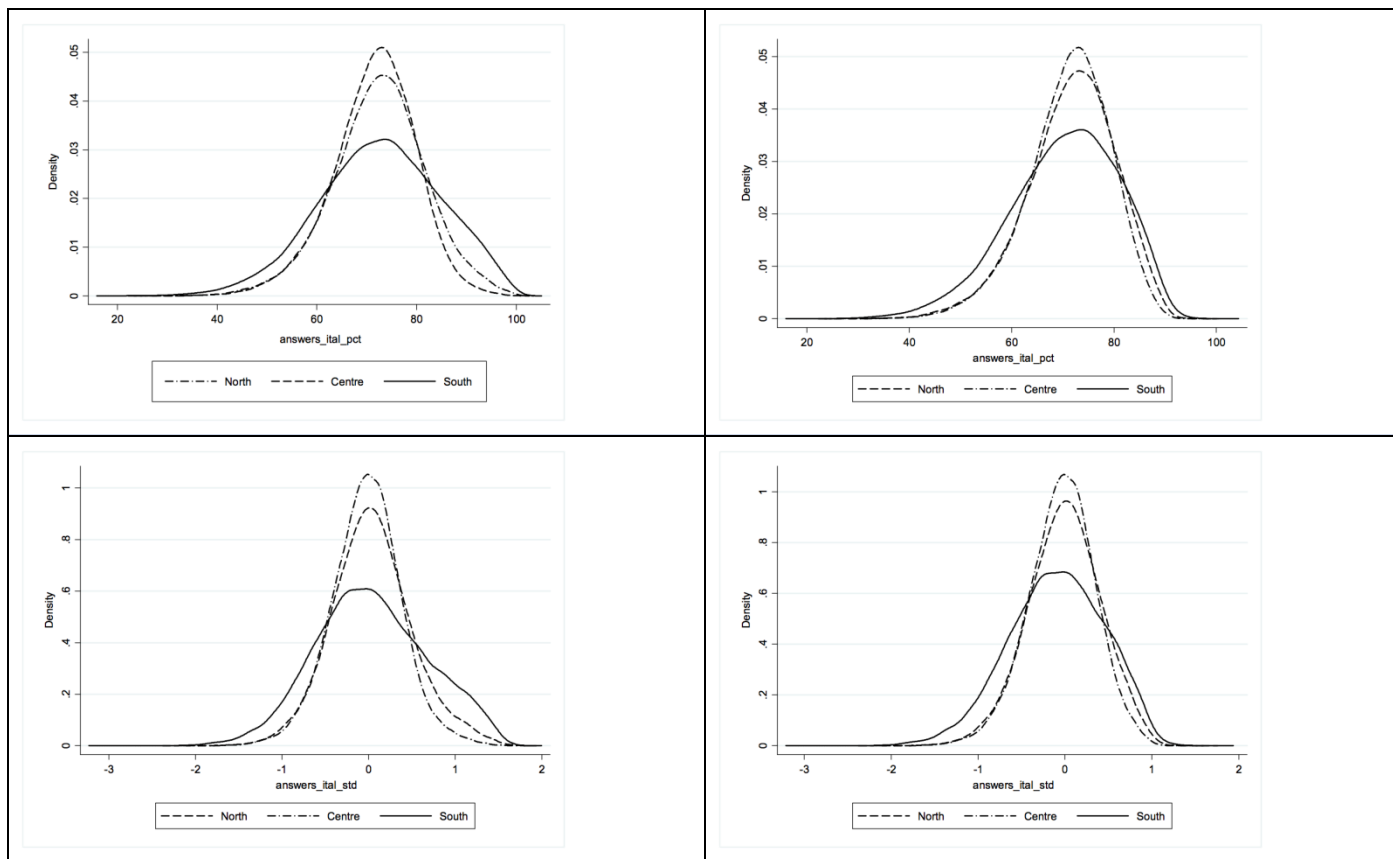 .05
.04
.03
.02
.01
0
Density
20 40 60 80 100
answers_ital_pct
North Centre South
.05
.04
.03
.02
.01
0
Density
20 40 60 80 100
answers_ital_pct
North Centre South
1
.8
.6
.4
.2
0
Density
-3 -2 -1 0 1 2
answers_ital_std
North Centre South
1
.8
.6
.4
.2
0
Density
-3 -2 -1 0 1 2
answers_ital_std
North Centre South